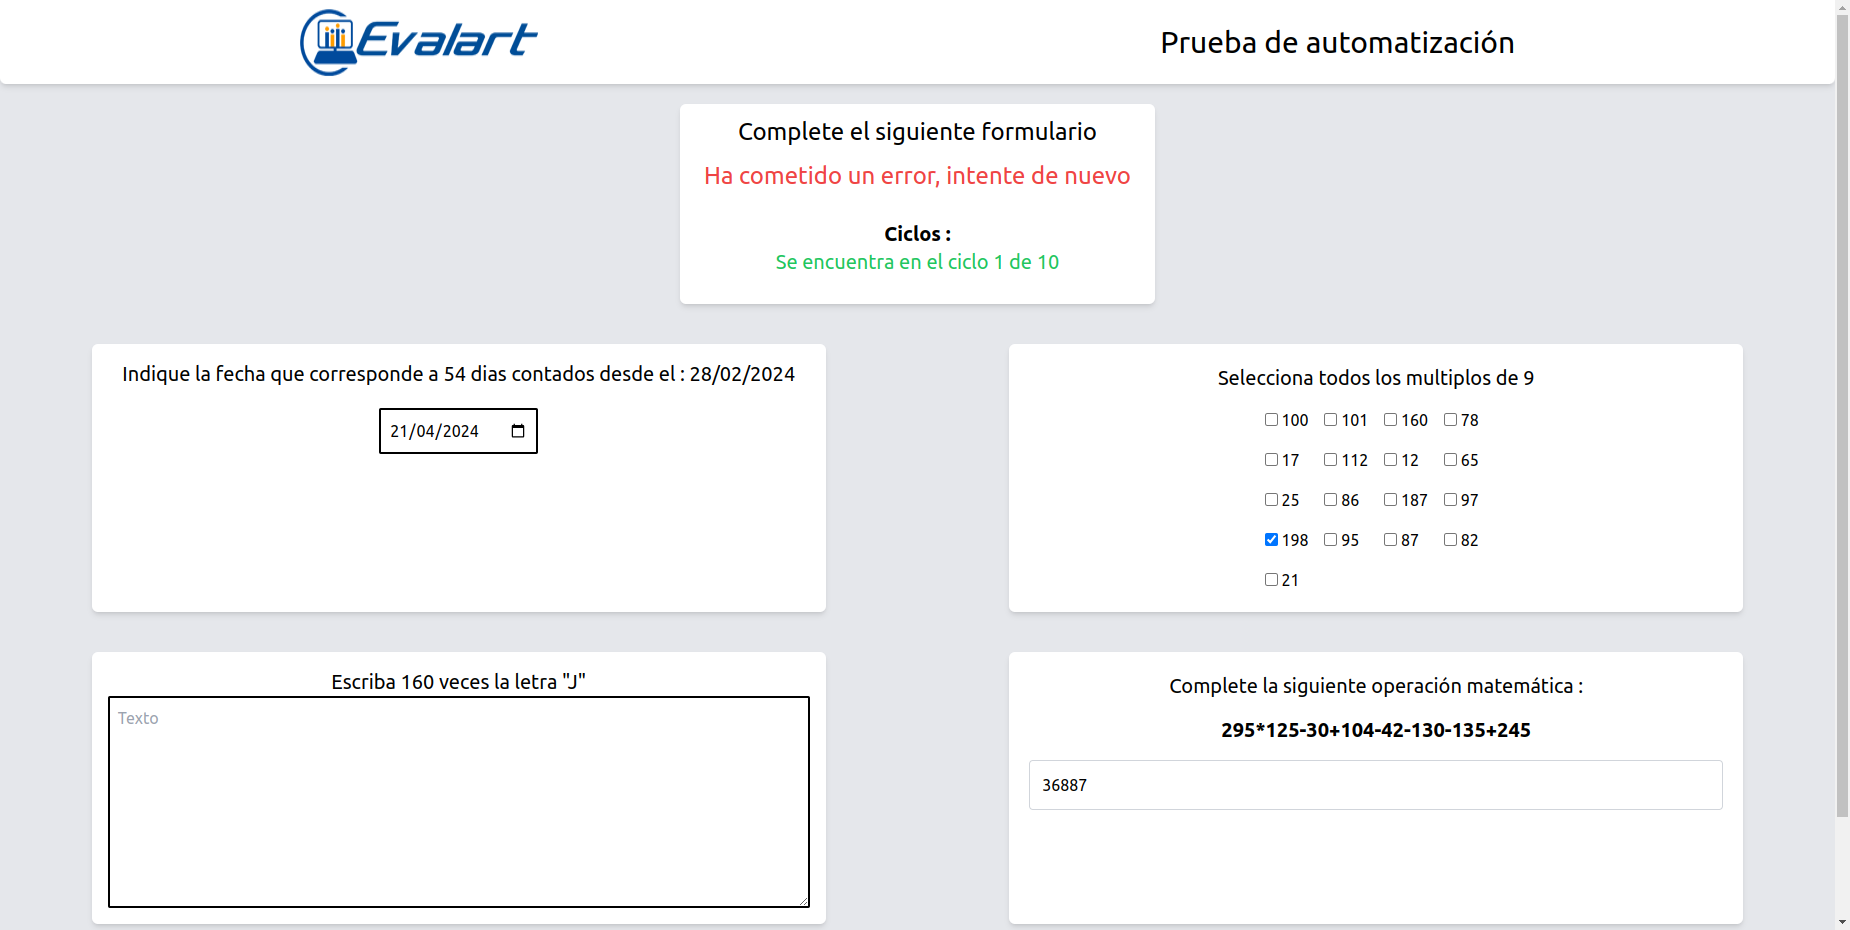 Evalart
Prueba de automatización
Complete el siguiente formulario
Ha cometido un error, intente de nuevo
Ciclos :
Se encuentra en el ciclo 1 de 10
Indique la fecha que corresponde a 54 dias contados desde el : 28/02/2024
21/04/2024
Selecciona todos los multiplos de 9
100 101 160 78
17 112 12 65
25 86 187 97
198 95 87 82
21
Escriba 160 veces la letra "J"
Texto
Complete la siguiente operación matemática :
295*125-30+104-42-130-135+245
36887